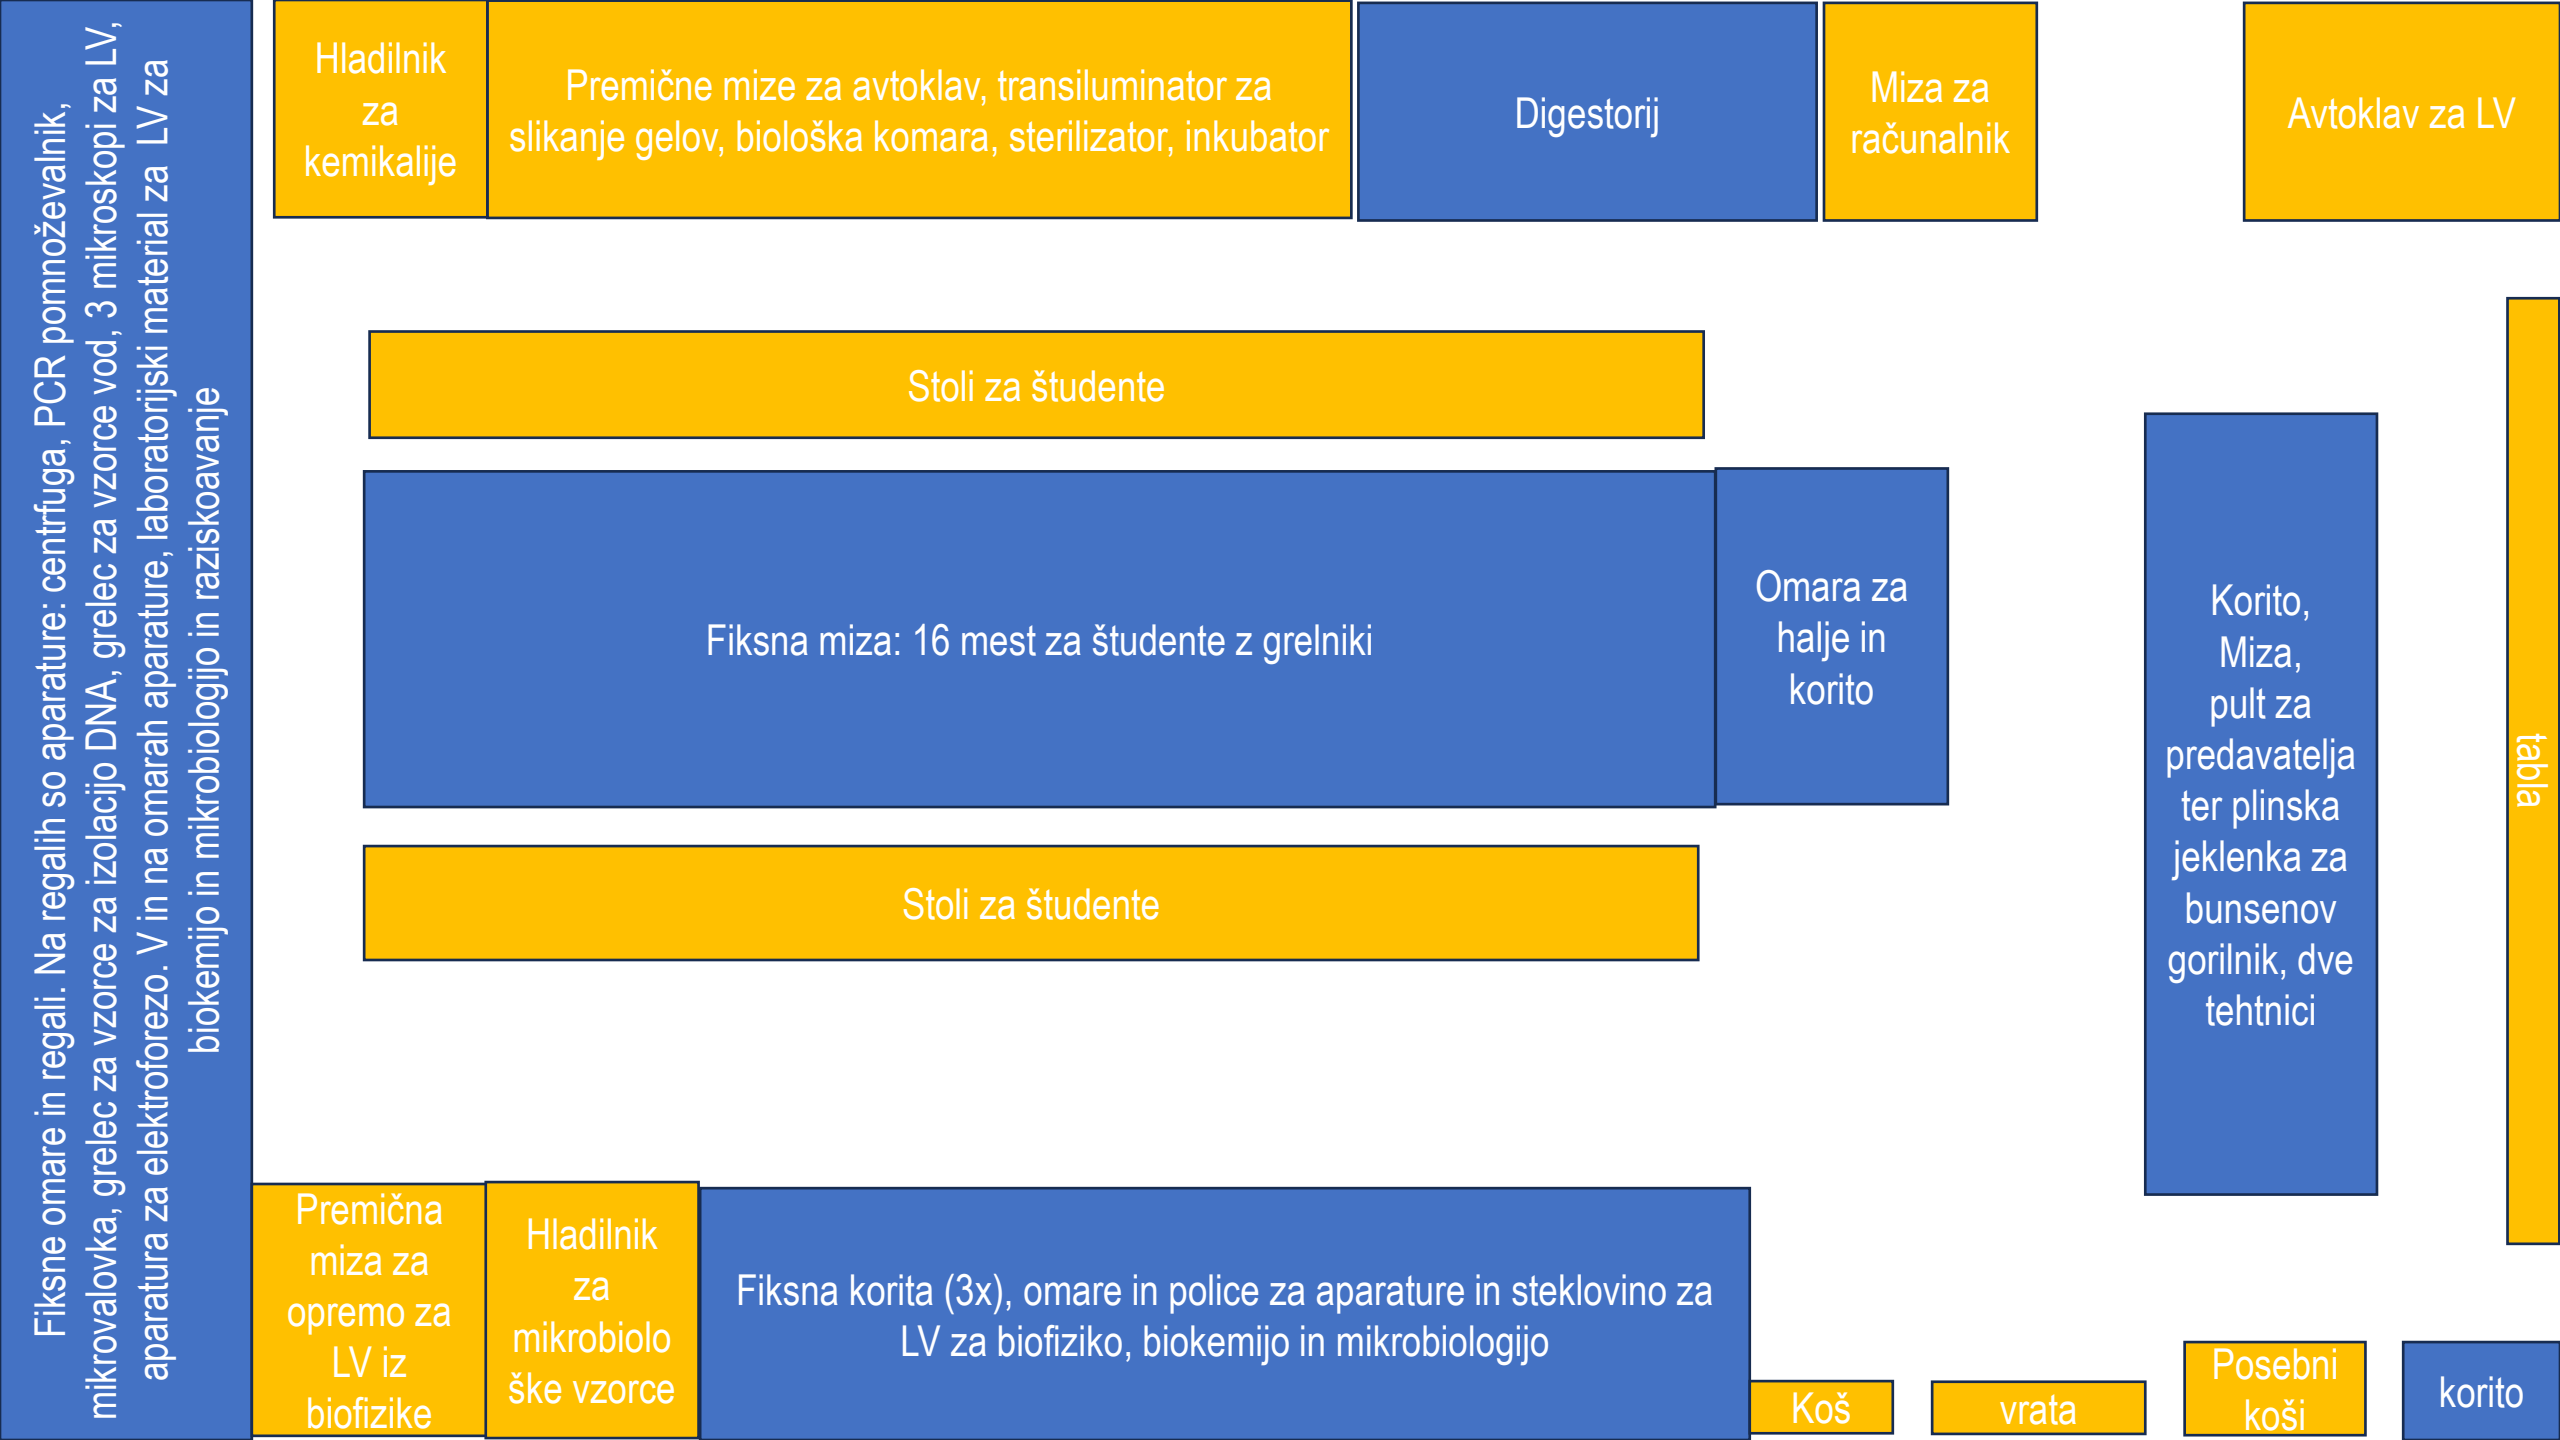 Fiksne omare in regali. Na regalih so aparature: centrfuga, PCR pomnoževalnik,
mikrovalovka, grelec za vzorce za izolacijo DNA, grelec za vzorce vod, 3 mikroskopi za LV,
aparatura za elektroforezo. V in na omarah aparature, laboratorijski material za LV za
biokemijo in mikrobiologijo in raziskoavanje
Hladilnik
za
kemikalije
Premične mize za avtoklav, transiluminator za
slikanje gelov, biološka komara, sterilizator, inkubator
Digestorij
Miza za
računalnik
Avtoklav za LV
Stoli za študente
Fiksna miza: 16 mest za študente z grelniki
Omara za
halje in
korito
Korito,
Miza,
pult za
predavatelja
ter plinska
jeklenka za
bunsenov
gorilnik, dve
tehtnici
tabla
Stoli za študente
Premična
miza za
opremo za
LV iz
biofizike
Hladilnik
za
mikrobiolo
ške vzorce
Fiksna korita (3x), omare in police za aparature in steklovino za
LV za biofiziko, biokemijo in mikrobiologijo
Koš
vrata
Posebni
koši
korito